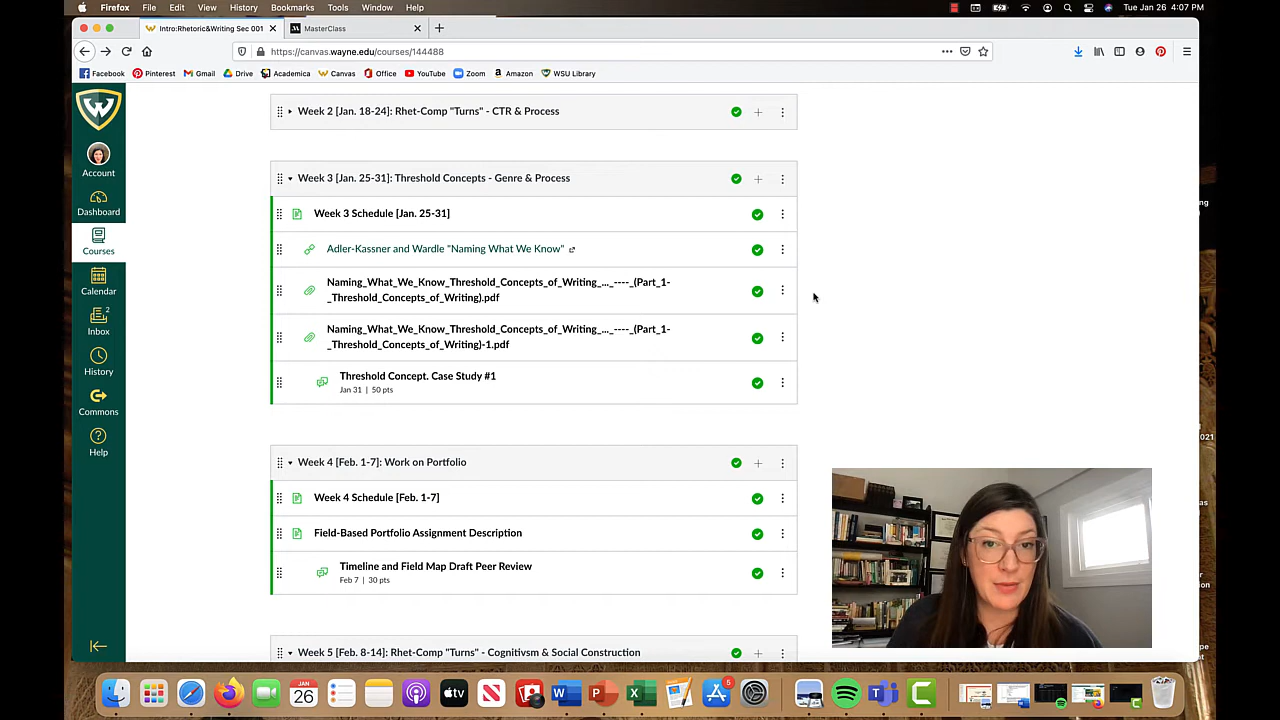 Firefox File Edit View History Bookmarks Tools Window Help
Tue Jan 26 4:07 PM
Intro:Rhetoric&Writing Sec 001
MasterClass
https://canvas.wayne.edu/courses/144488
Facebook Pinterest Gmail Drive Academica Canvas Office YouTube Zoom Amazon WSU Library
W
Account
Dashboard
Courses
Calendar
2
Inbox
History
Commons
Help
Week 2 [Jan. 18-24]: Rhet-Comp "Turns" - CTR & Process
Week 3 [Jan. 25-31]: Threshold Concepts - Genre & Process
Week 3 Schedule [Jan. 25-31]
Adler-Kassner and Wardle "Naming What We Know"
Naming_What_We_Know_Threshold_Concepts_of_Writing_..._----_(Part_1-
_Threshold_Concepts_of_Writing).pdf
Naming_What_We_Know_Threshold_Concepts_of_Writing_..._----_(Part_1-
_Threshold_Concepts_of_Writing)-1.pdf
Threshold Concept. Case Study #1
Jan 31 | 50 pts
Week 4 [Feb. 1-7]: Work on Portfolio
Week 4 Schedule [Feb. 1-7]
Field-Based Portfolio Assignment Description
Timeline and Field Map Draft Peer Review
Feb 7 | 30 pts
Week 5 [Feb. 8-14]: Rhet-Comp "Turns" - Cognetivsm & Social Construction
JAN
26
tv
5